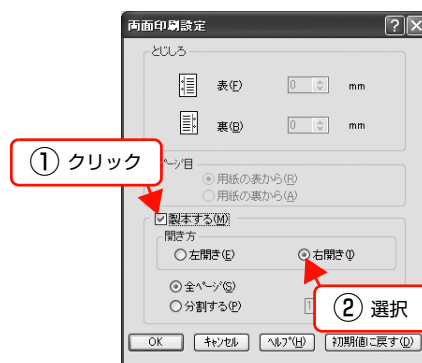 両面印刷設定
とじしろ
表(F) 0 mm
裏(B) 0 mm
① クリック
ページ目
用紙の表から(R)
用紙の裏から(A)
製本する(M)
開き方
左開き(E) 右開き(I)
全ページ(S)
分割する(P) 1
② 選択
OK キャンセル ヘルプ(H) 初期値に戻す(D)